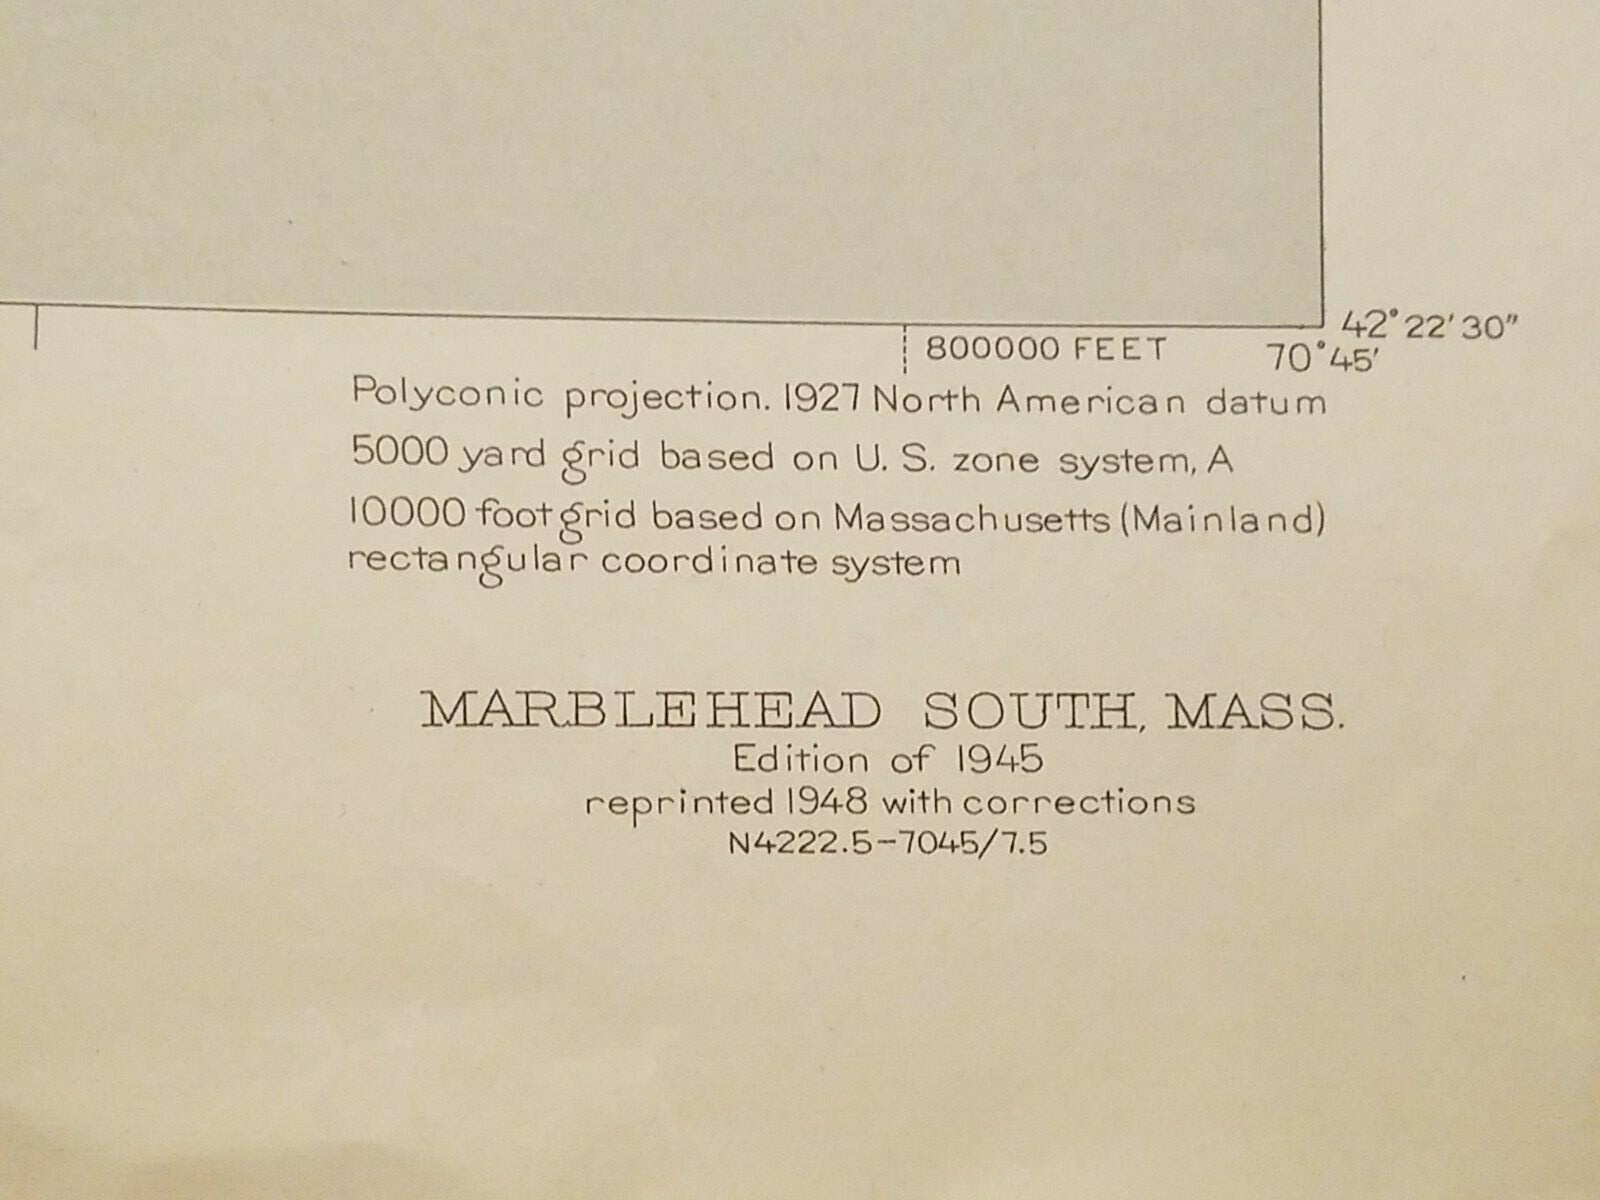 42°22'30"
800000 FEET
70°45'
Polyconic projection. 1927 North American datum
5000 yard grid based on U. S. zone system, A
10000 foot grid based on Massachusetts (Mainland)
rectangular coordinate system
MARBLEHEAD SOUTH, MASS.
Edition of 1945
reprinted 1948 with corrections
N4222.5-7045/7.5